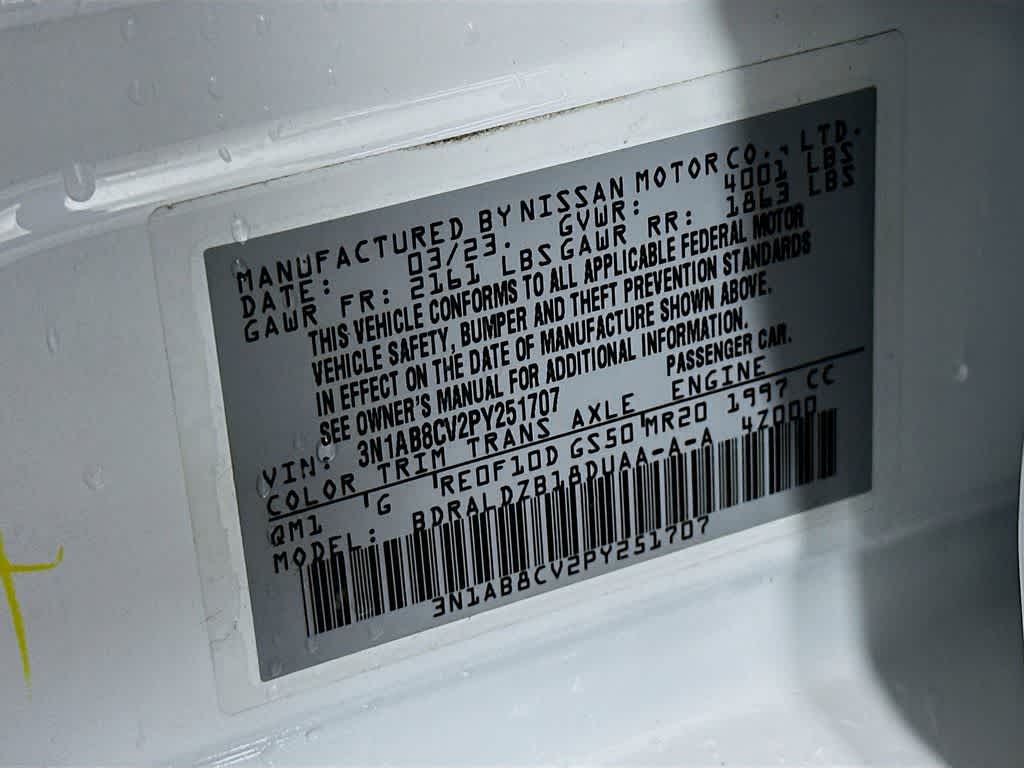 MANUFACTURED BY NISSAN MOTOR CO., LTD.
DATE: 03/23. GVWR: 4001 LBS
GAWR FR: 2161 LBS GAWR RR: 1863 LBS
THIS VEHICLE CONFORMS TO ALL APPLICABLE FEDERAL MOTOR
VEHICLE SAFETY, BUMPER AND THEFT PREVENTION STANDARDS
IN EFFECT ON THE DATE OF MANUFACTURE SHOWN ABOVE.
SEE OWNER'S MANUAL FOR ADDITIONAL INFORMATION.
VIN: 3N1AB8CV2PY251707 PASSENGER CAR.
COLOR TRIM TRANS AXLE ENGINE
QM1 G RE0F10D GS50 MR20 1997 CC
MODEL: BDRALDZB18DUAA-A-A 4Z000
3N1AB8CV2PY251707